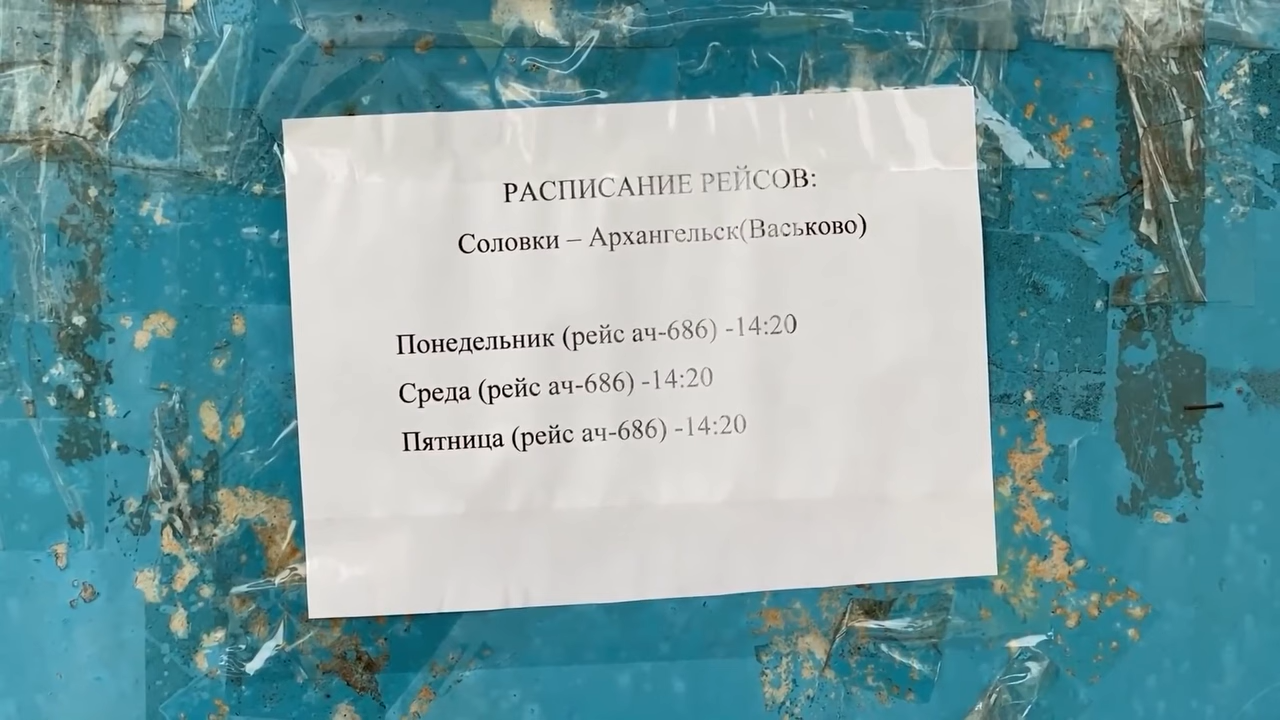 РАСПИСАНИЕ РЕЙСОВ:
Соловки – Архангельск(Васьково)
Понедельник (рейс ач-686) -14:20
Среда (рейс ач-686) -14:20
Пятница (рейс ач-686) -14:20